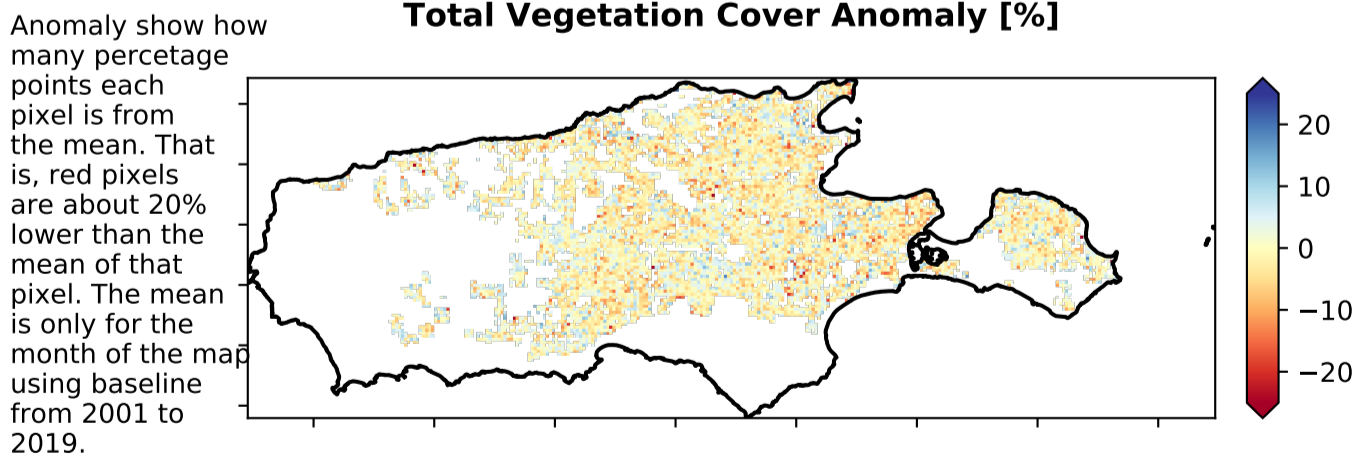 Total Vegetation Cover Anomaly [%]
Anomaly show how
many percetage
points each
pixel is from
the mean. That
is, red pixels
are about 20%
lower than the
mean of that
pixel. The mean
is only for the
month of the map
using baseline
from 2001 to
2019.
20
10
0
−10
−20